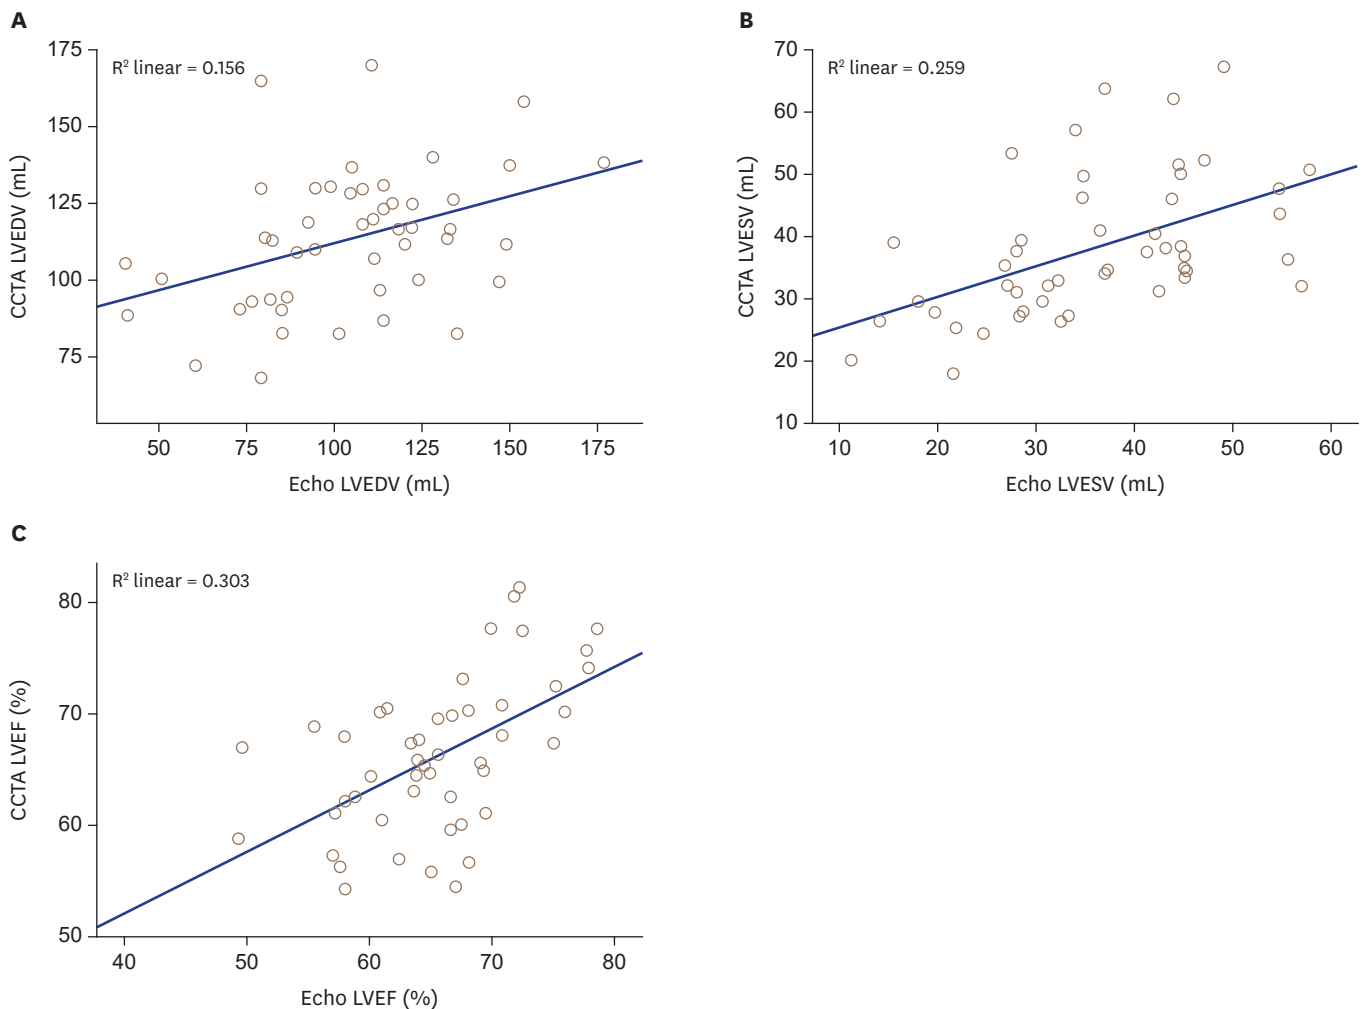 A
R² linear = 0.156
CCTA LVEDV (mL)
175
150
125
100
75
50 75 100 125 150 175
Echo LVEDV (mL)
B
R² linear = 0.259
CCTA LVESV (mL)
70
60
50
40
30
20
10
10 20 30 40 50 60
Echo LVESV (mL)
C
R² linear = 0.303
CCTA LVEF (%)
80
70
60
50
40 50 60 70 80
Echo LVEF (%)